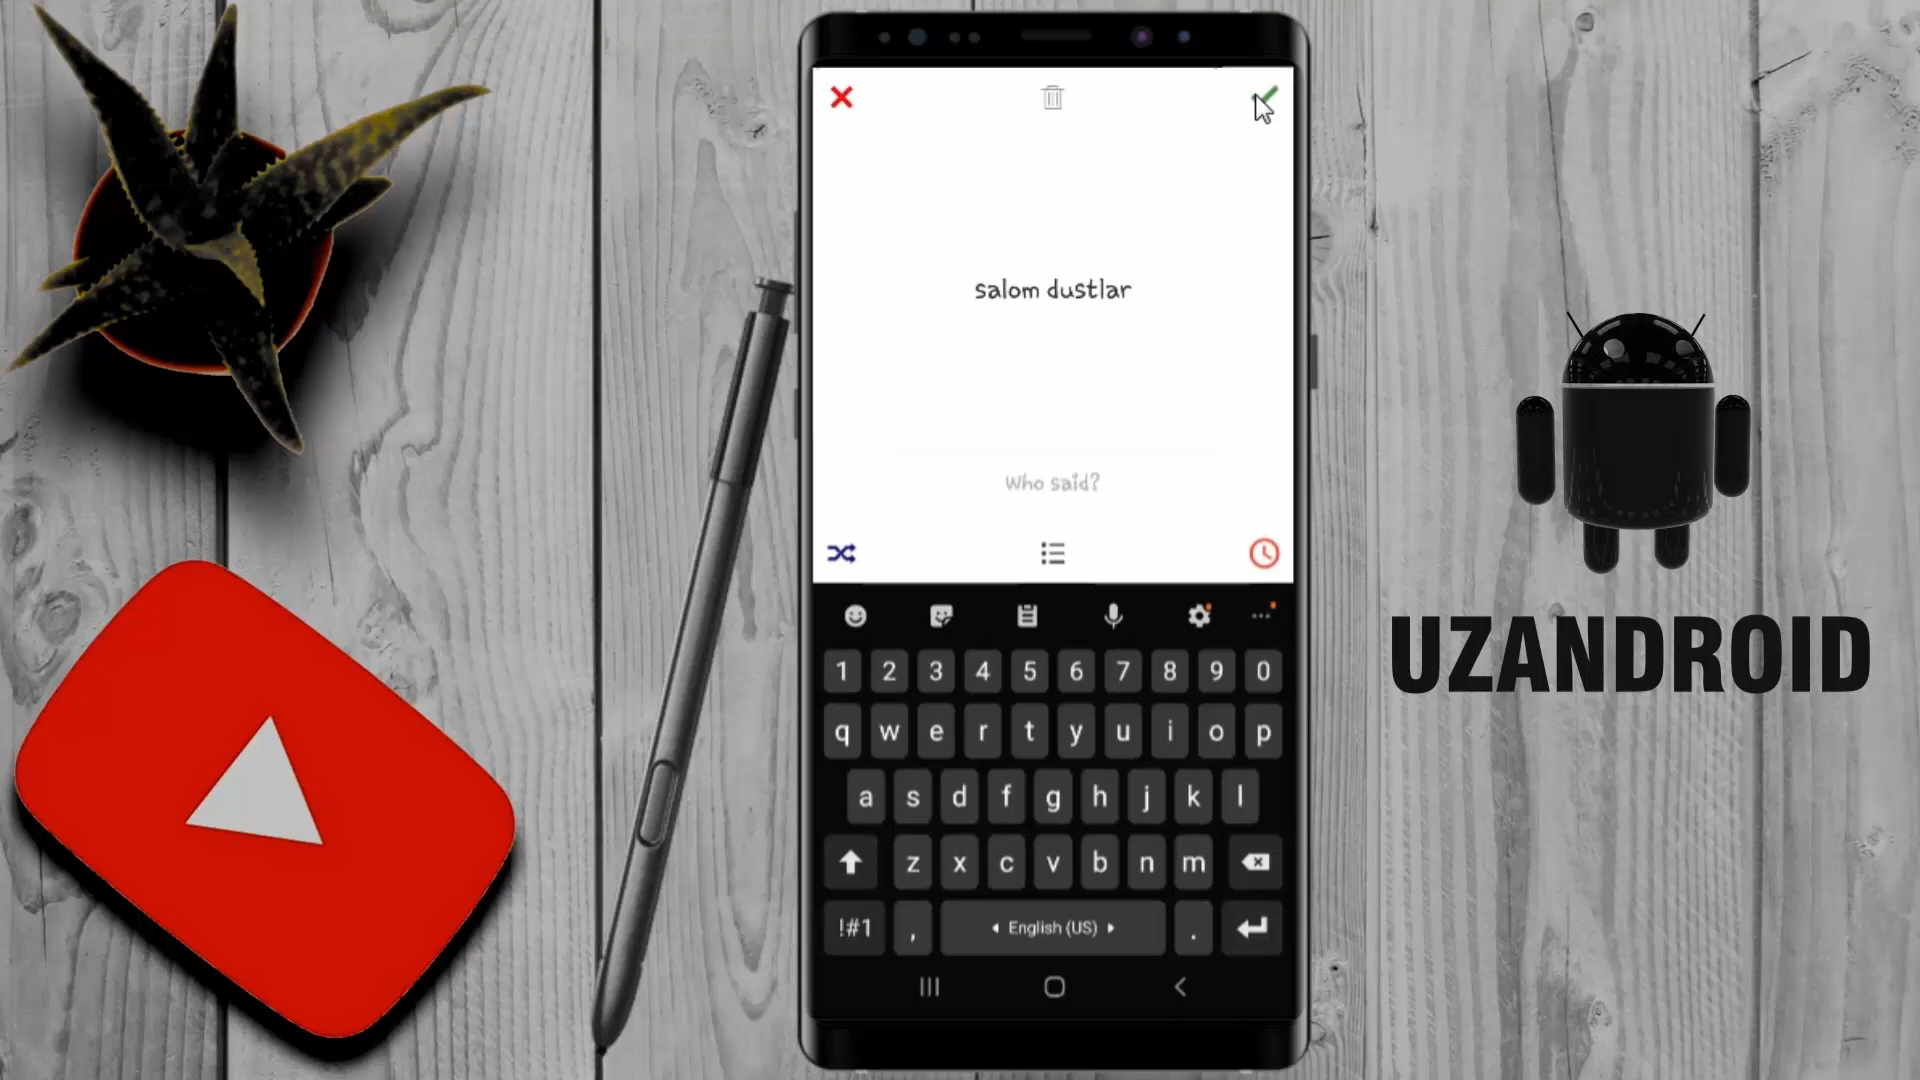 salom dustlar
Who said?
1 2 3 4 5 6 7 8 9 0
q w e r t y u i o p
a s d f g h j k l
z x c v b n m
!#1 , English (US) .
UZANDROID